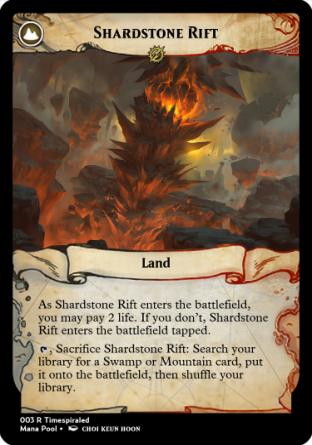 SHARDSTONE RIFT
Land
As Shardstone Rift enters the battlefield,
you may pay 2 life. If you don't, Shardstone
Rift enters the battlefield tapped.
, Sacrifice Shardstone Rift: Search your
library for a Swamp or Mountain card, put
it onto the battlefield, then shuffle your
library.
003 R Timespiraled
Mana Pool • CHOI KEUN HOON